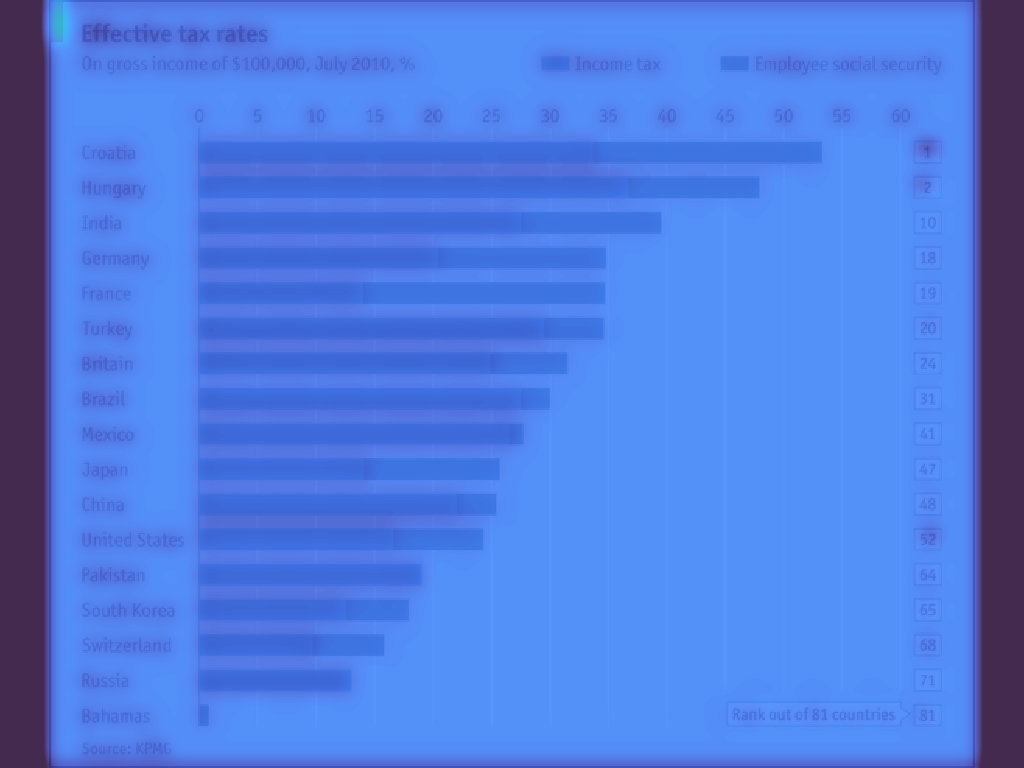 Effective tax rates
On gross income of $100,000, July 2010, %
Income tax
Employee social security
0 5 10 15 20 25 30 35 40 45 50 55 60
Croatia 1
Hungary 2
India 10
Germany 18
France 19
Turkey 20
Britain 24
Brazil 31
Mexico 41
Japan 47
China 48
United States 52
Pakistan 64
South Korea 65
Switzerland 68
Russia 71
Bahamas Rank out of 81 countries 81
Source: KPMG